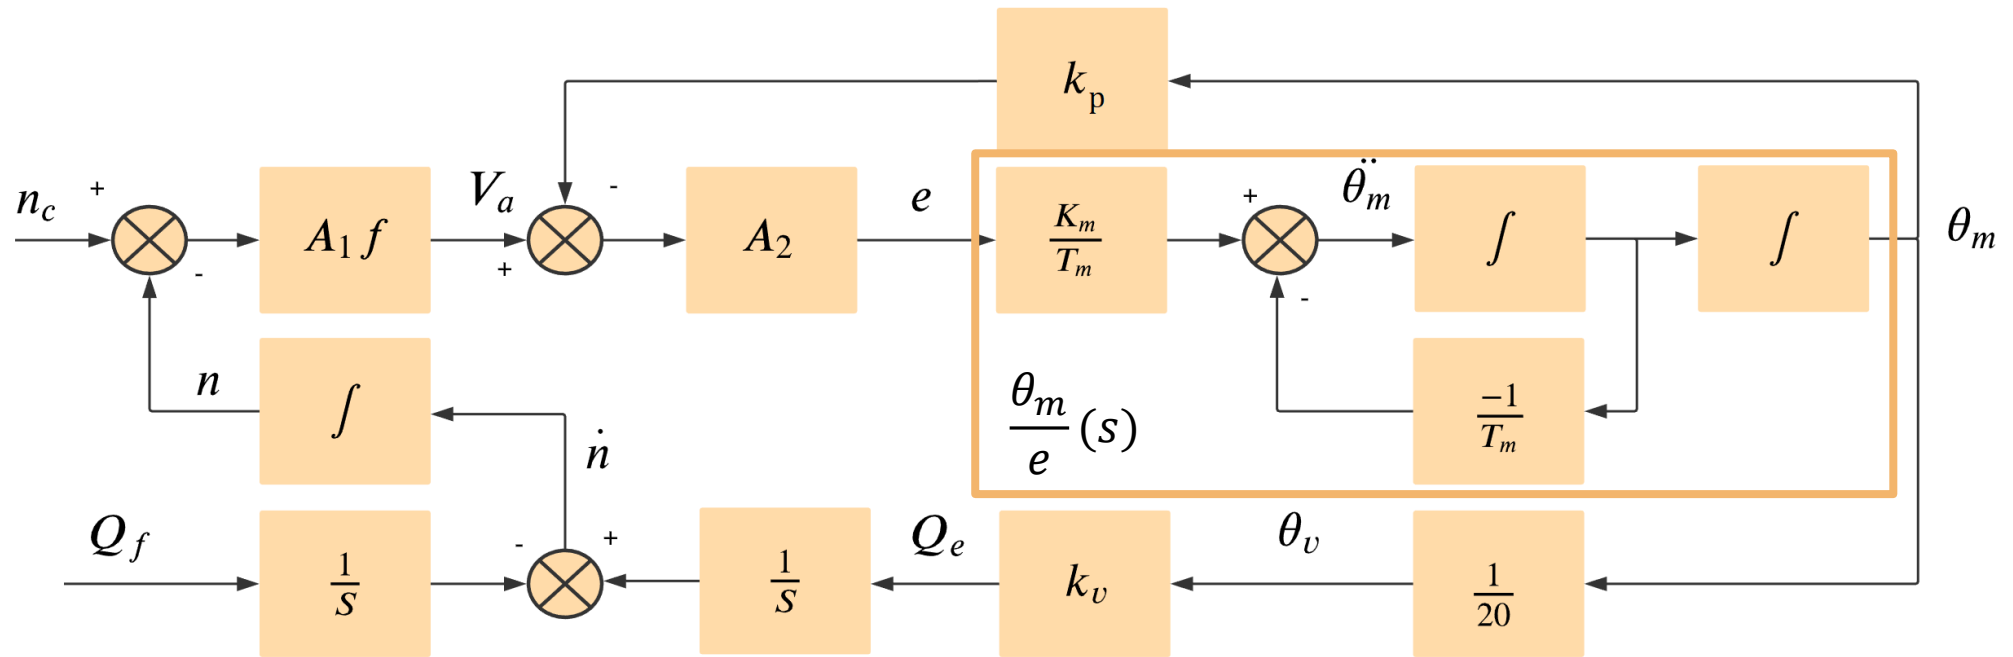 k_p
n_c
+
-
A_1 f
V_a
-
+
A_2
e
K_m
T_m
+
-
θ̈_m
∫
∫
θ_m
n
∫
ṅ
θ_m
e
(s)
−1
T_m
Q_f
1
S
-
+
1
S
Q_e
k_v
θ_v
1
20